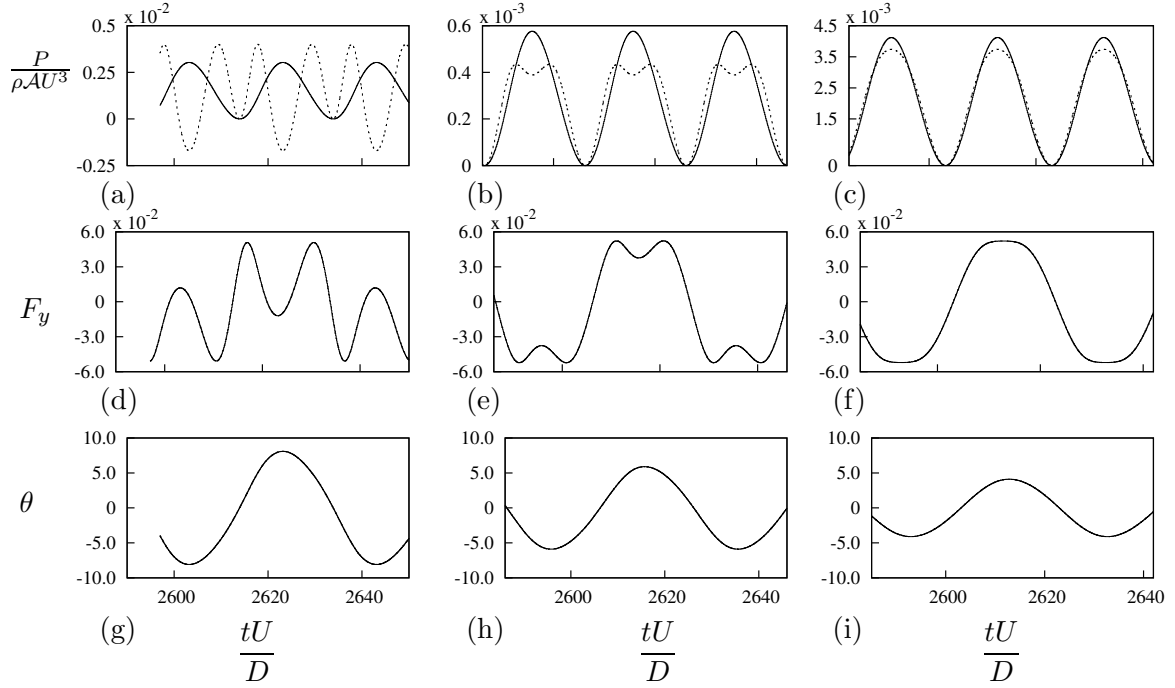 x 10-2 x 10-3 x 10-3
P/ρAU3
0.5 0.25 0 -0.25
0.6 0.4 0.2 0
4.5 3.5 1.5 0
(a) (b) (c)
x 10-2 x 10-2 x 10-2
Fy
6.0 3.0 0 -3.0 -6.0
6.0 3.0 0 -3.0 -6.0
6.0 3.0 0 -3.0 -6.0
(d) (e) (f)
θ
10.0 5.0 0 -5.0 -10.0
10.0 5.0 0 -5.0 -10.0
10.0 5.0 0 -5.0 -10.0
2600 2620 2640 2600 2620 2640 2600 2620 2640
(g) tU/D (h) tU/D (i) tU/D